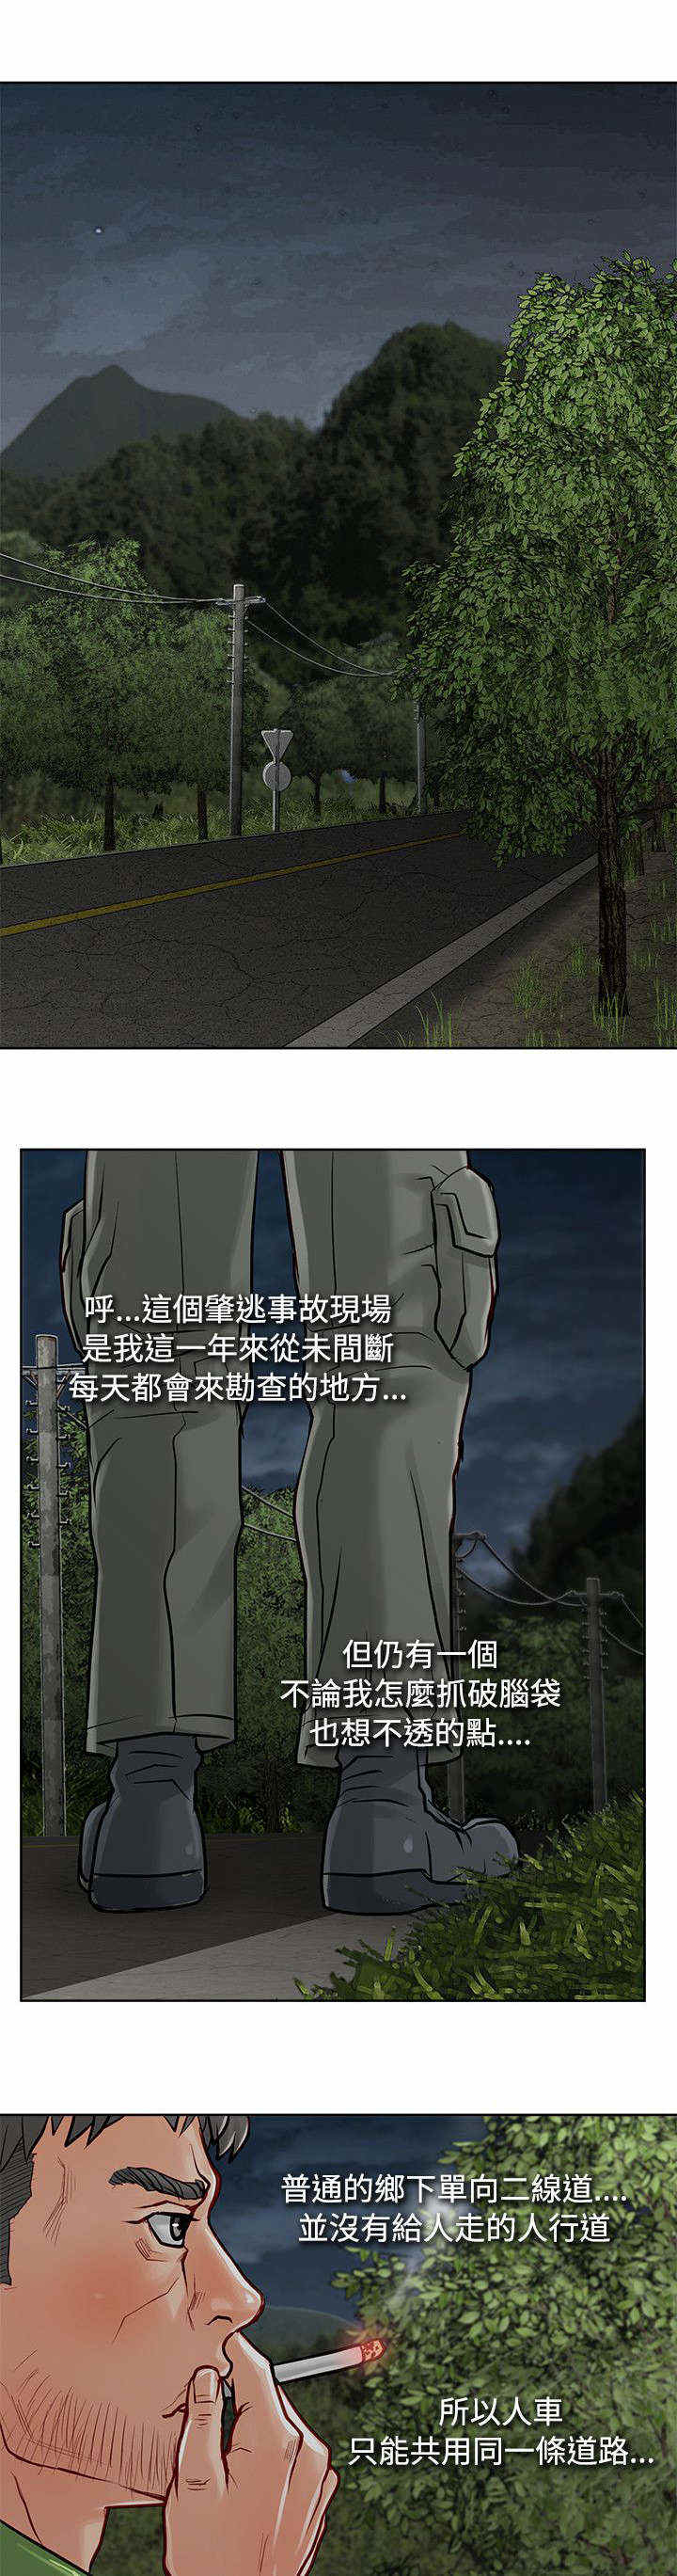 呼...這個肇逃事故現場
是我這一年來從未間斷
每天都會來勘查的地方...
但仍有一個
不論我怎麼抓破腦袋
也想不透的點....
普通的鄉下單向二線道....
並沒有給人走的人行道
所以人車
只能共用同一條道路...